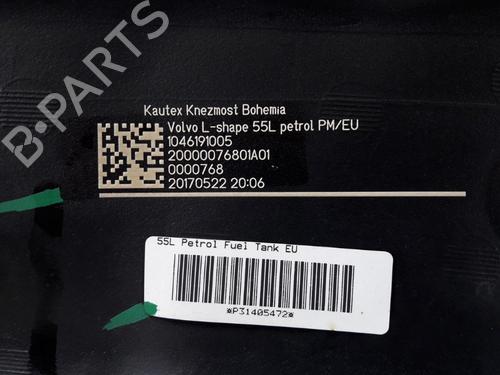 B-PARTS
Kautex Knezmost Bohemia
Volvo L-shape 55L petrol PM/EU
1046191005
20000076801A01
0000768
20170522 20:06
55L Petrol Fuel Tank EU
*P31405472*